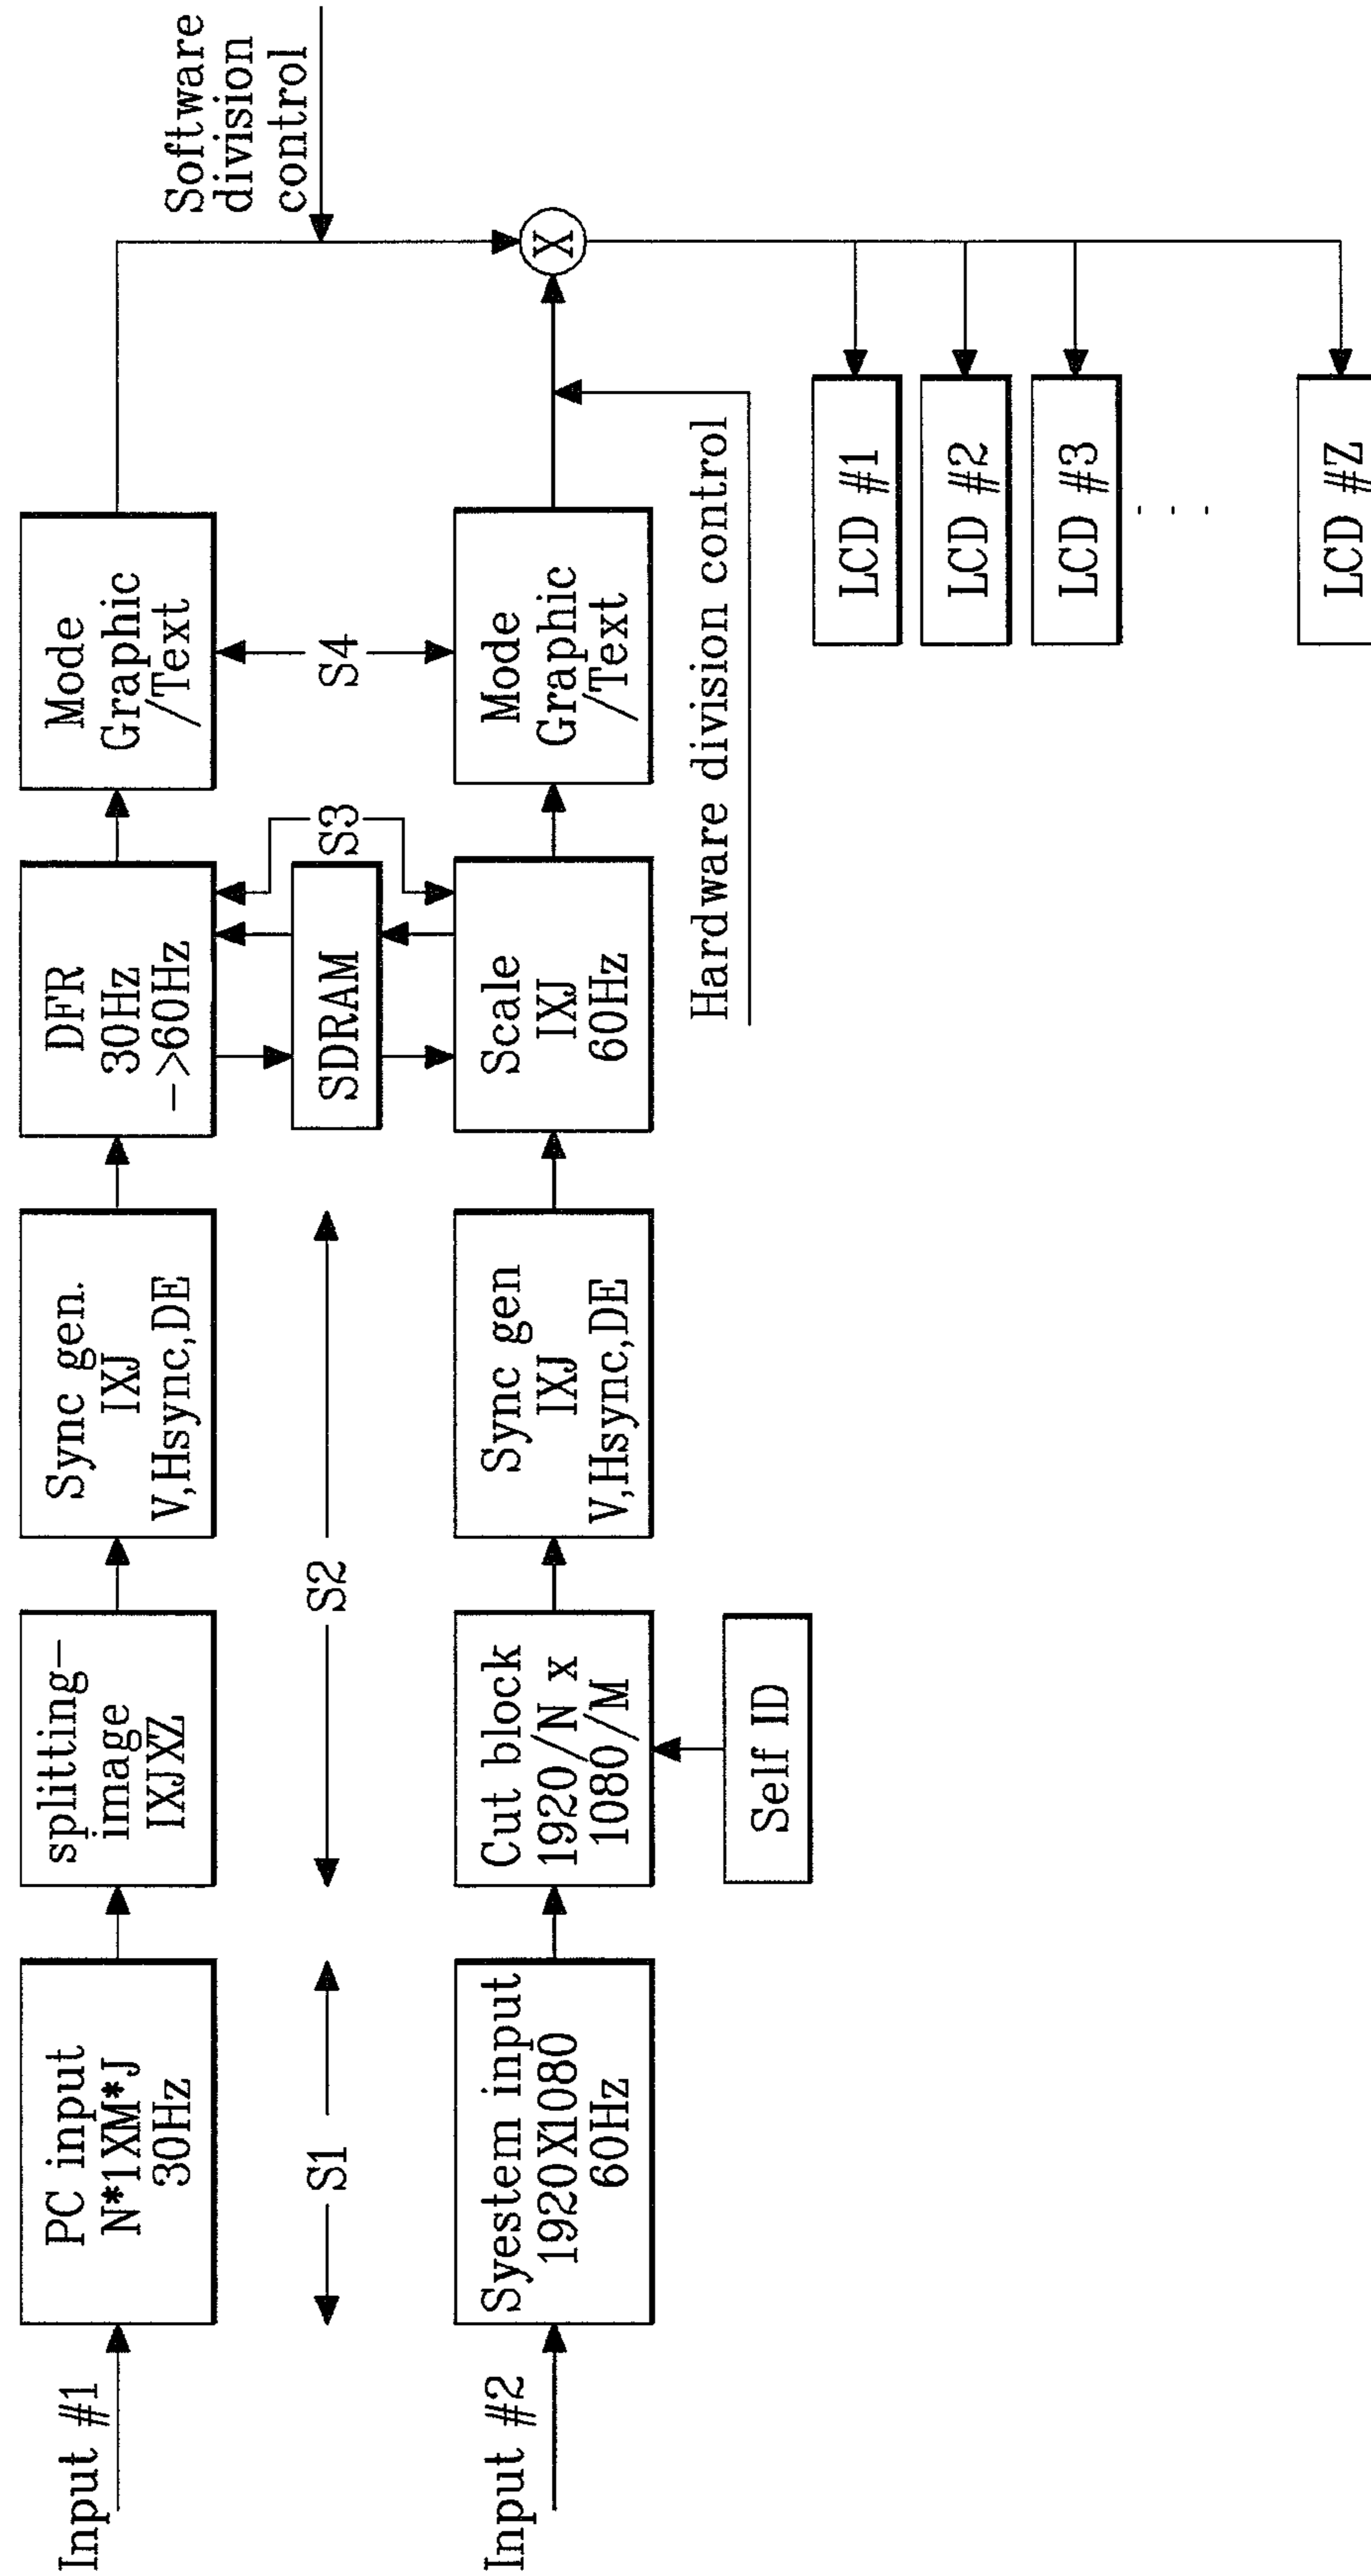 Input #1
PC input
N*1XM*J
30Hz
splitting-
image
IXJXZ
Sync gen.
IXJ
V,Hsync,DE
DFR
30Hz
->60Hz
Mode
Graphic
/Text
Software
division
control
S1
S2
SDRAM
S3
S4
X
Input #2
Syestem input
1920X1080
60Hz
Cut block
1920/N x
1080/M
Sync gen
IXJ
V,Hsync,DE
Scale
IXJ
60Hz
Mode
Graphic
/Text
Self ID
Hardware division control
LCD #1
LCD #2
LCD #3
. . .
LCD #Z